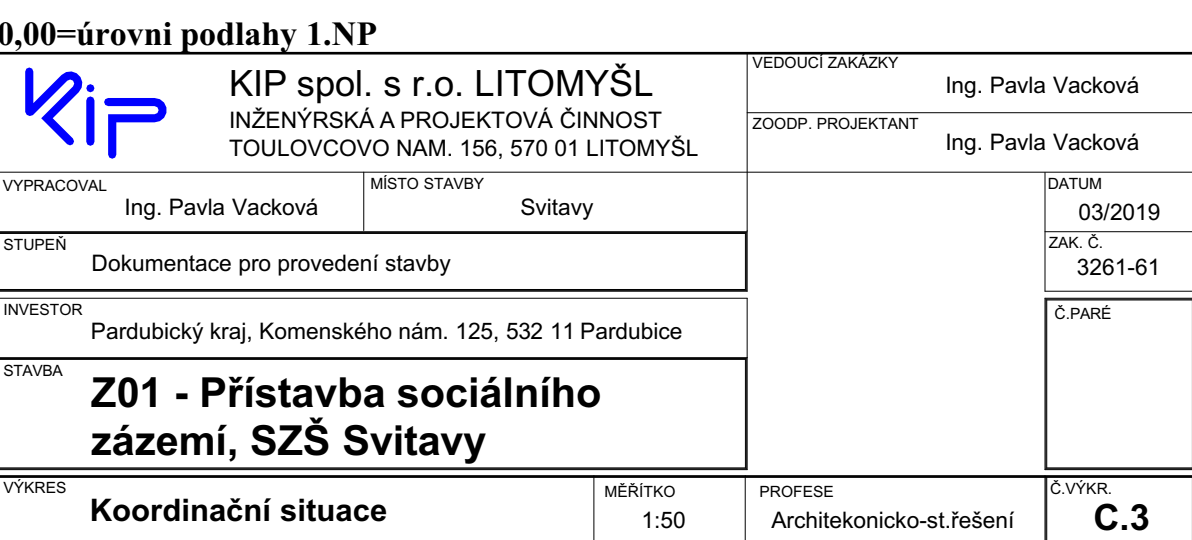 0,00=úrovni podlahy 1.NP
KiP
KIP spol. s r.o. LITOMYŠL
INŽENÝRSKÁ A PROJEKTOVÁ ČINNOST
TOULOVCOVO NAM. 156, 570 01 LITOMYŠL
VEDOUCÍ ZAKÁZKY
Ing. Pavla Vacková
ZOODP. PROJEKTANT
Ing. Pavla Vacková
VYPRACOVAL
Ing. Pavla Vacková
MÍSTO STAVBY
Svitavy
DATUM
03/2019
STUPEŇ
Dokumentace pro provedení stavby
ZAK. Č.
3261-61
INVESTOR
Pardubický kraj, Komenského nám. 125, 532 11 Pardubice
Č.PARÉ
STAVBA
Z01 - Přístavba sociálního
zázemí, SZŠ Svitavy
VÝKRES
Koordinační situace
MĚŘÍTKO
1:50
PROFESE
Architekonicko-st.řešení
Č.VÝKR.
C.3